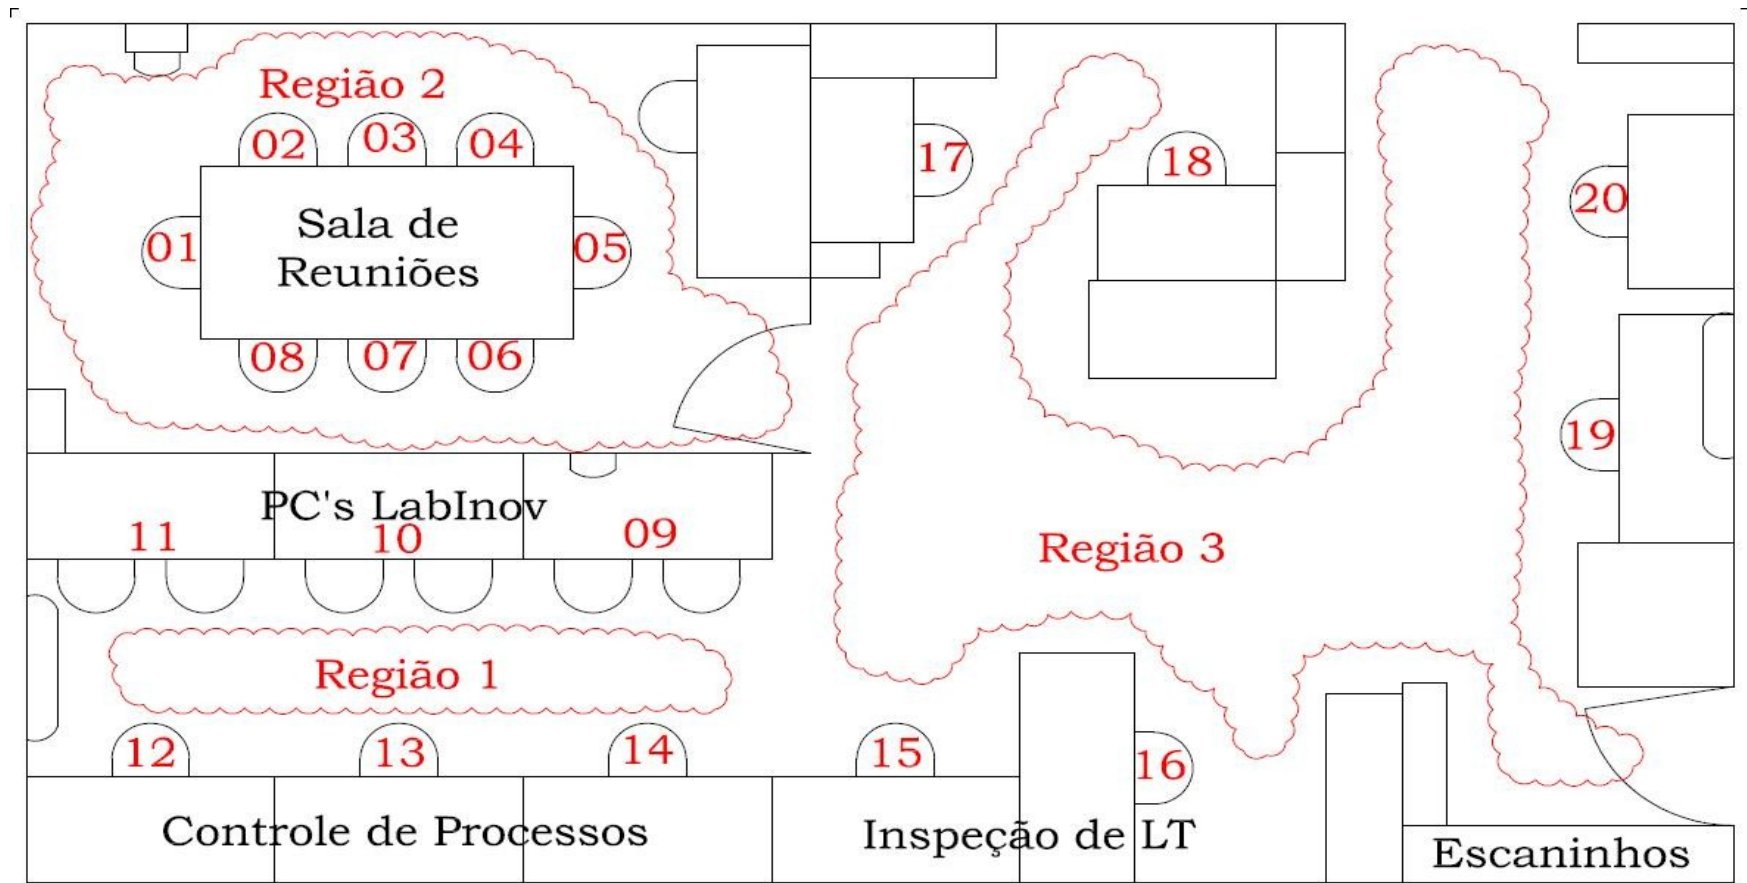 Região 2
02 03 04
17
18
20
01
Sala de
Reuniões
05
08 07 06
19
PC's LabInov
11 10 09
Região 3
Região 1
12 13 14 15
16
Controle de Processos
Inspeção de LT
Escaninhos